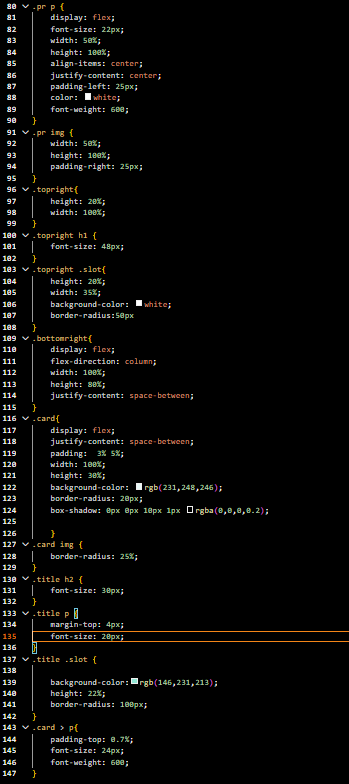 80 .pr p {
81 display: flex;
82 font-size: 22px;
83 width: 50%;
84 height: 100%;
85 align-items: center;
86 justify-content: center;
87 padding-left: 25px;
88 color: white;
89 font-weight: 600;
90 }
91 .pr img {
92 width: 50%;
93 height: 100%;
94 padding-right: 25px;
95 }
96 .topright{
97 height: 20%;
98 width: 100%;
99 }
100 .topright h1 {
101 font-size: 48px;
102 }
103 .topright .slot{
104 height: 20%;
105 width: 35%;
106 background-color: white;
107 border-radius:50px
108 }
109 .bottomright{
110 display: flex;
111 flex-direction: column;
112 width: 100%;
113 height: 80%;
114 justify-content: space-between;
115 }
116 .card{
117 display: flex;
118 justify-content: space-between;
119 padding: 3% 5%;
120 width: 100%;
121 height: 30%;
122 background-color: rgb(231,248,246);
123 border-radius: 20px;
124 box-shadow: 0px 0px 10px 1px rgba(0,0,0,0.2);
125
126 }
127 .card img {
128 border-radius: 25%;
129 }
130 .title h2 {
131 font-size: 30px;
132 }
133 .title p {
134 margin-top: 4px;
135 font-size: 20px;
136 }
137 .title .slot {
138
139 background-color: rgb(146,231,213);
140 height: 22%;
141 border-radius: 100px;
142 }
143 .card > p{
144 padding-top: 0.7%;
145 font-size: 24px;
146 font-weight: 600;
147 }